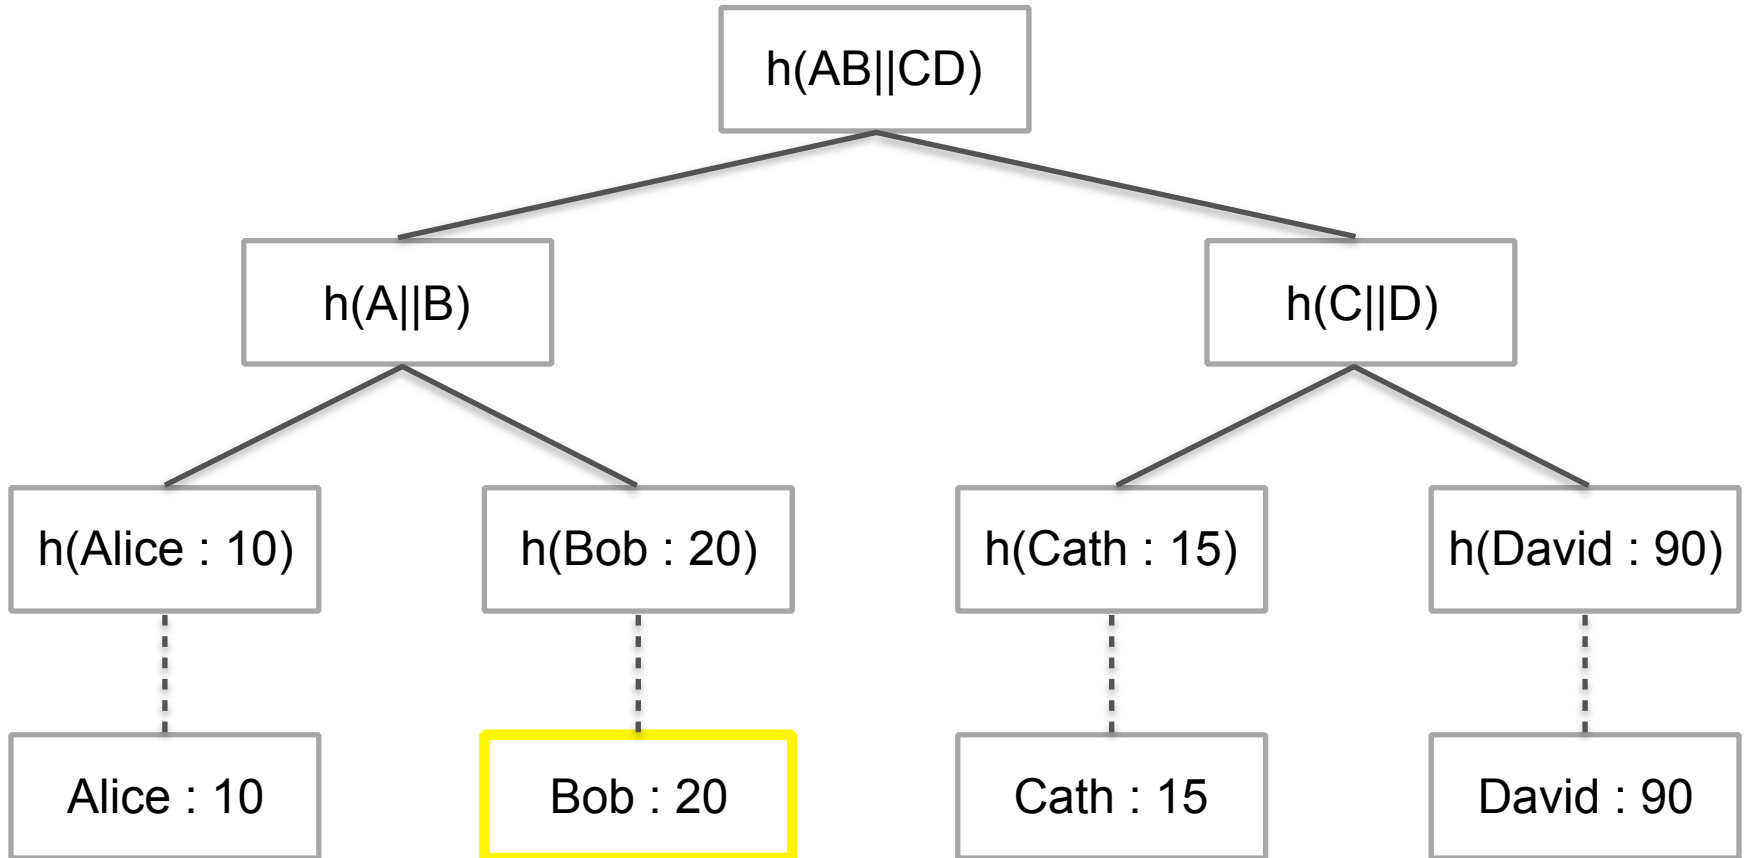 h(AB||CD)
h(A||B)
h(C||D)
h(Alice : 10)
h(Bob : 20)
h(Cath : 15)
h(David : 90)
Alice : 10
Bob : 20
Cath : 15
David : 90